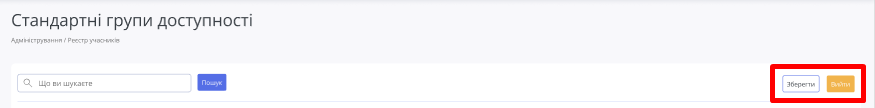 Стандартні групи доступності
Адміністрування / Реєстр учасників
Що ви шукаєте
Пошук
Зберегти
Вийти